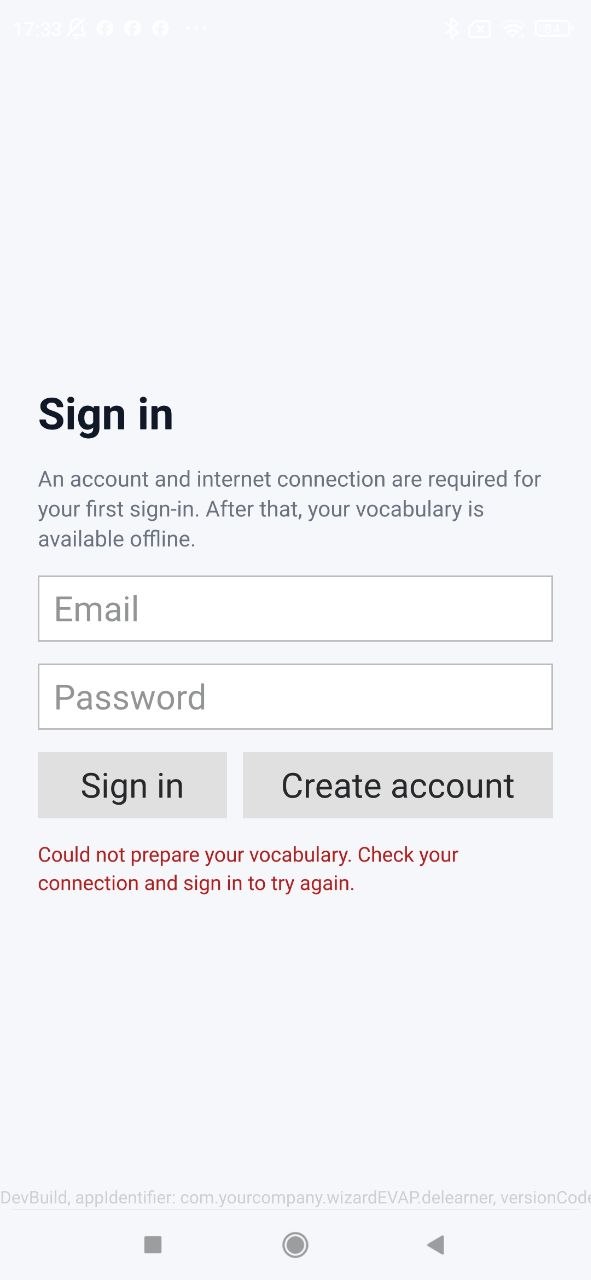 17:33
84
Sign in
An account and internet connection are required for
your first sign-in. After that, your vocabulary is
available offline.
Email
Password
Sign in
Create account
Could not prepare your vocabulary. Check your
connection and sign in to try again.
DevBuild, appIdentifier: com.yourcompany.wizardEVAP.delearner, versionCode